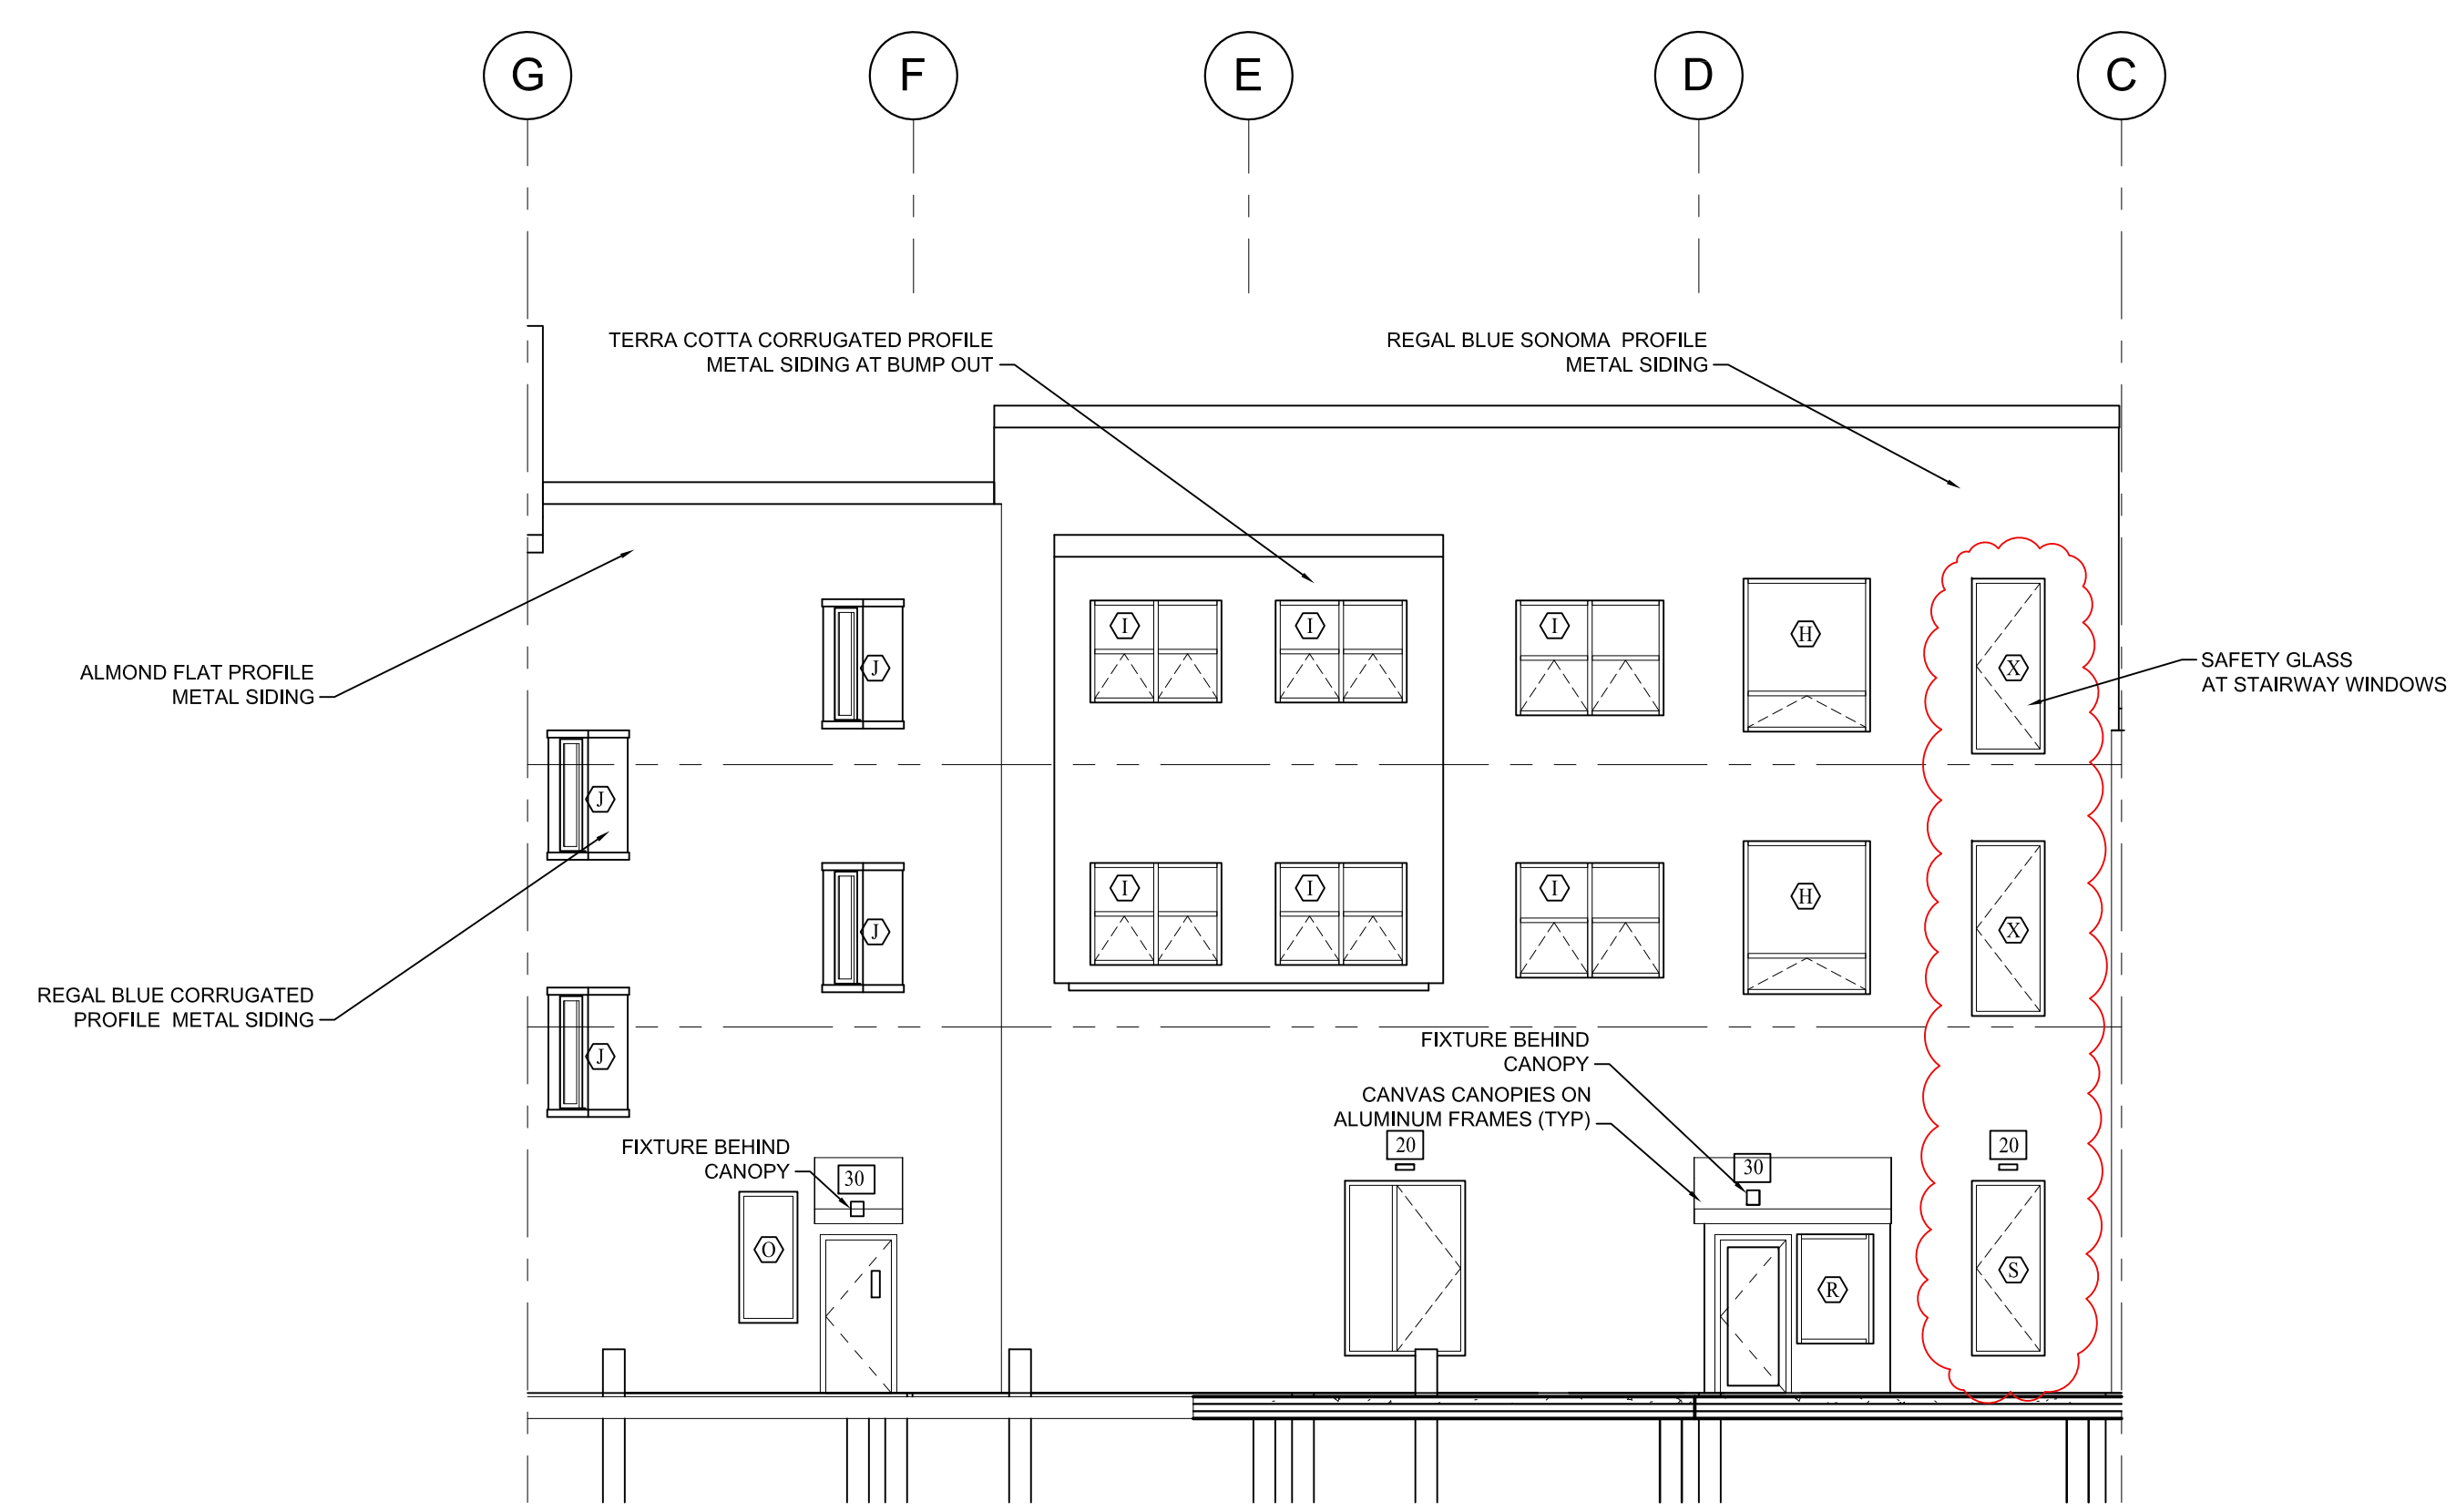 G
F
E
D
C
TERRA COTTA CORRUGATED PROFILE
METAL SIDING AT BUMP OUT
REGAL BLUE SONOMA PROFILE
METAL SIDING
ALMOND FLAT PROFILE
METAL SIDING
SAFETY GLASS
AT STAIRWAY WINDOWS
I
I
I
H
J
X
J
I
I
I
H
J
X
REGAL BLUE CORRUGATED
PROFILE METAL SIDING
J
FIXTURE BEHIND
CANOPY
CANVAS CANOPIES ON
ALUMINUM FRAMES (TYP)
FIXTURE BEHIND
CANOPY
30
20
30
20
O
R
S